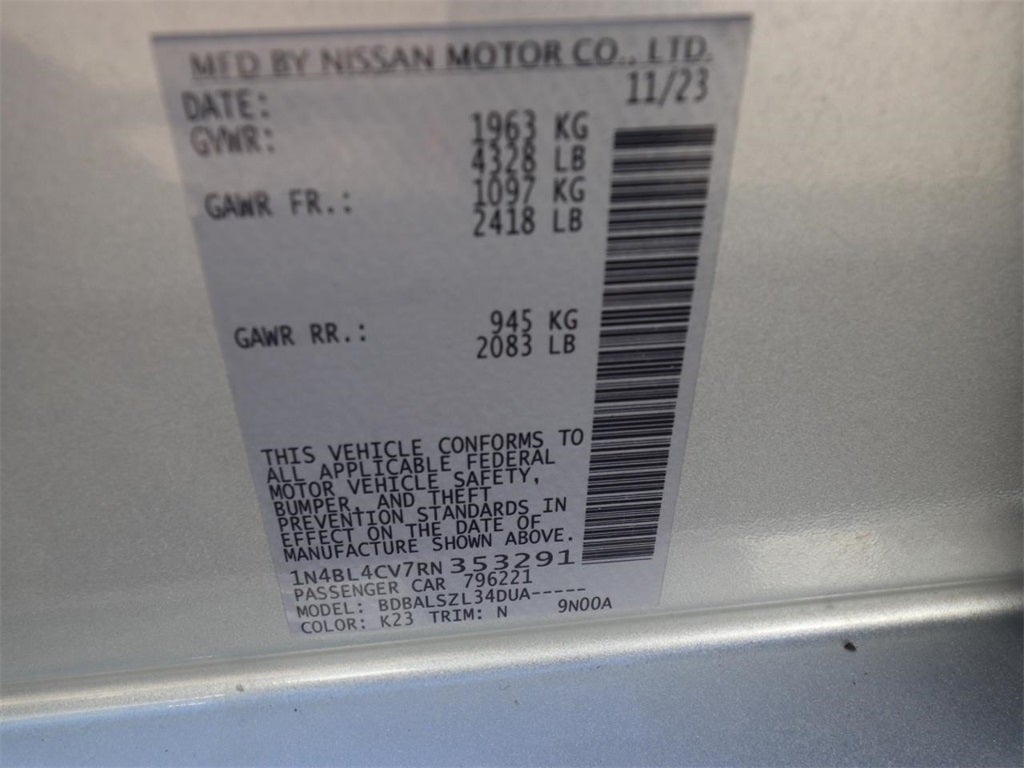 MFD BY NISSAN MOTOR CO., LTD.
DATE: 11/23
GVWR: 1963 KG
4328 LB
GAWR FR.: 1097 KG
2418 LB
GAWR RR.: 945 KG
2083 LB
THIS VEHICLE CONFORMS TO
ALL APPLICABLE FEDERAL
MOTOR VEHICLE SAFETY,
BUMPER, AND THEFT
PREVENTION STANDARDS IN
EFFECT ON THE DATE OF
MANUFACTURE SHOWN ABOVE.
1N4BL4CV7RN353291
PASSENGER CAR 796221
MODEL: BDBALSZL34DUA-----
COLOR: K23 TRIM: N 9N00A